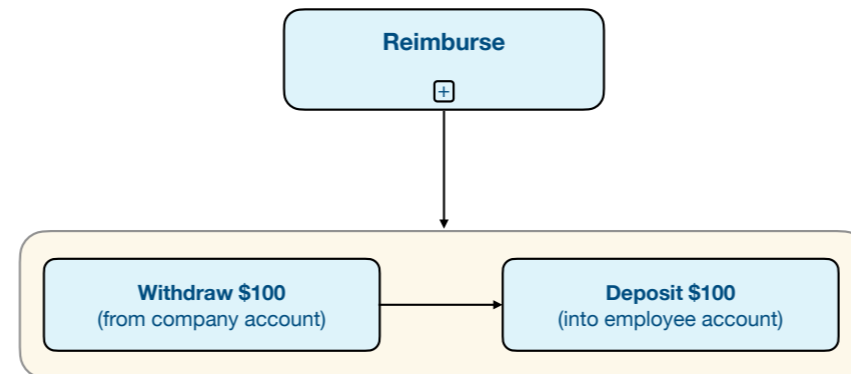 Reimburse
+
Withdraw $100
(from company account)
Deposit $100
(into employee account)